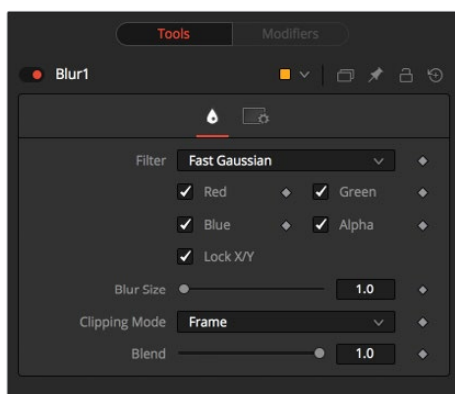 Tools Modifiers
Blur1
Filter Fast Gaussian
Red Green
Blue Alpha
Lock X/Y
Blur Size 1.0
Clipping Mode Frame
Blend 1.0